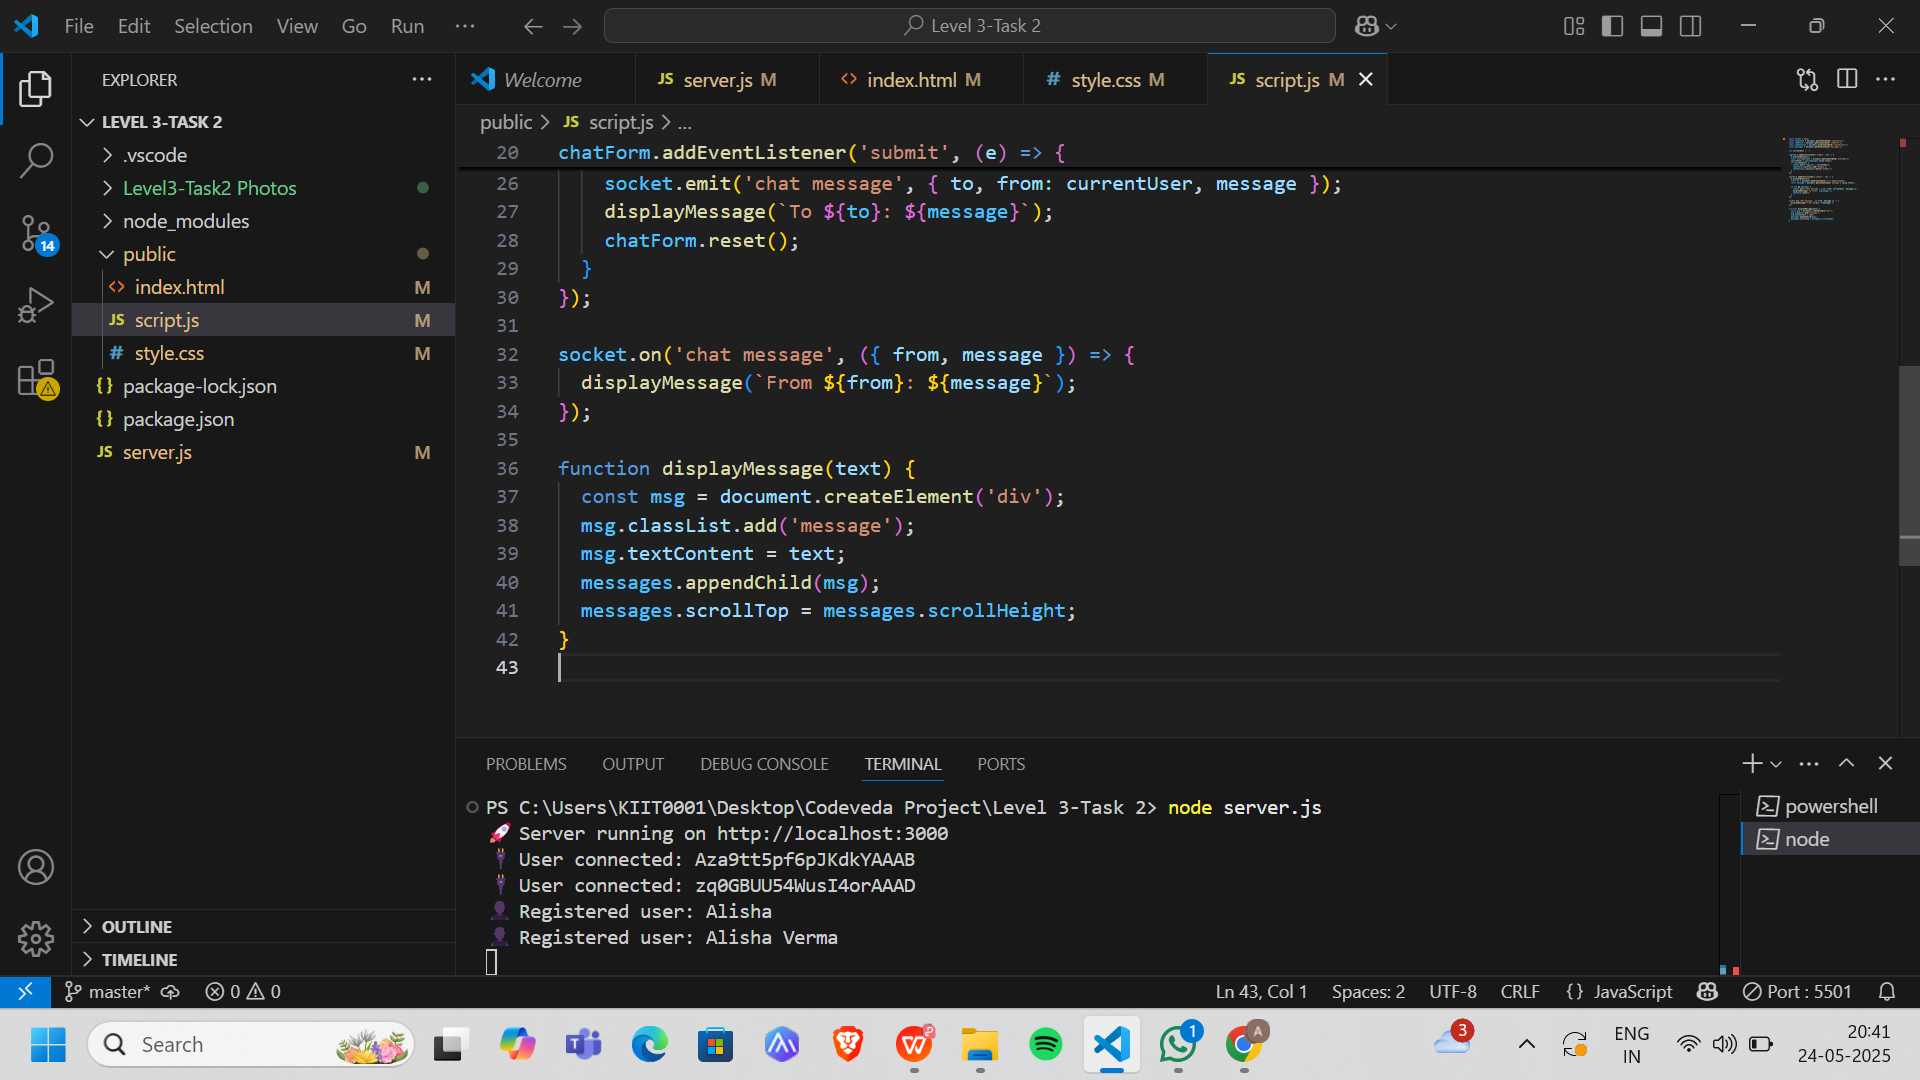 File Edit Selection View Go Run ··· Level 3-Task 2
EXPLORER
LEVEL 3-TASK 2
.vscode
Level3-Task2 Photos
node_modules
public
<> index.html M
JS script.js M
# style.css M
{} package-lock.json
{} package.json
JS server.js M
14
OUTLINE
TIMELINE
Welcome JS server.js M <> index.html M # style.css M JS script.js M
public > JS script.js > ...
20 chatForm.addEventListener('submit', (e) => {
26 socket.emit('chat message', { to, from: currentUser, message });
27 displayMessage(`To ${to}: ${message}`);
28 chatForm.reset();
29 }
30 });
31
32 socket.on('chat message', ({ from, message }) => {
33 displayMessage(`From ${from}: ${message}`);
34 });
35
36 function displayMessage(text) {
37 const msg = document.createElement('div');
38 msg.classList.add('message');
39 msg.textContent = text;
40 messages.appendChild(msg);
41 messages.scrollTop = messages.scrollHeight;
42 }
43
PROBLEMS OUTPUT DEBUG CONSOLE TERMINAL PORTS
PS C:\Users\KIIT0001\Desktop\Codeveda Project\Level 3-Task 2> node server.js
🚀 Server running on http://localhost:3000
🔌 User connected: Aza9tt5pf6pJKdkYAAAB
🔌 User connected: zq0GBUU54WusI4orAAAD
👤 Registered user: Alisha
👤 Registered user: Alisha Verma
powershell
node
master* 0 0 Ln 43, Col 1 Spaces: 2 UTF-8 CRLF {} JavaScript Port : 5501
Search
1
A
3
ENG
IN
20:41
24-05-2025